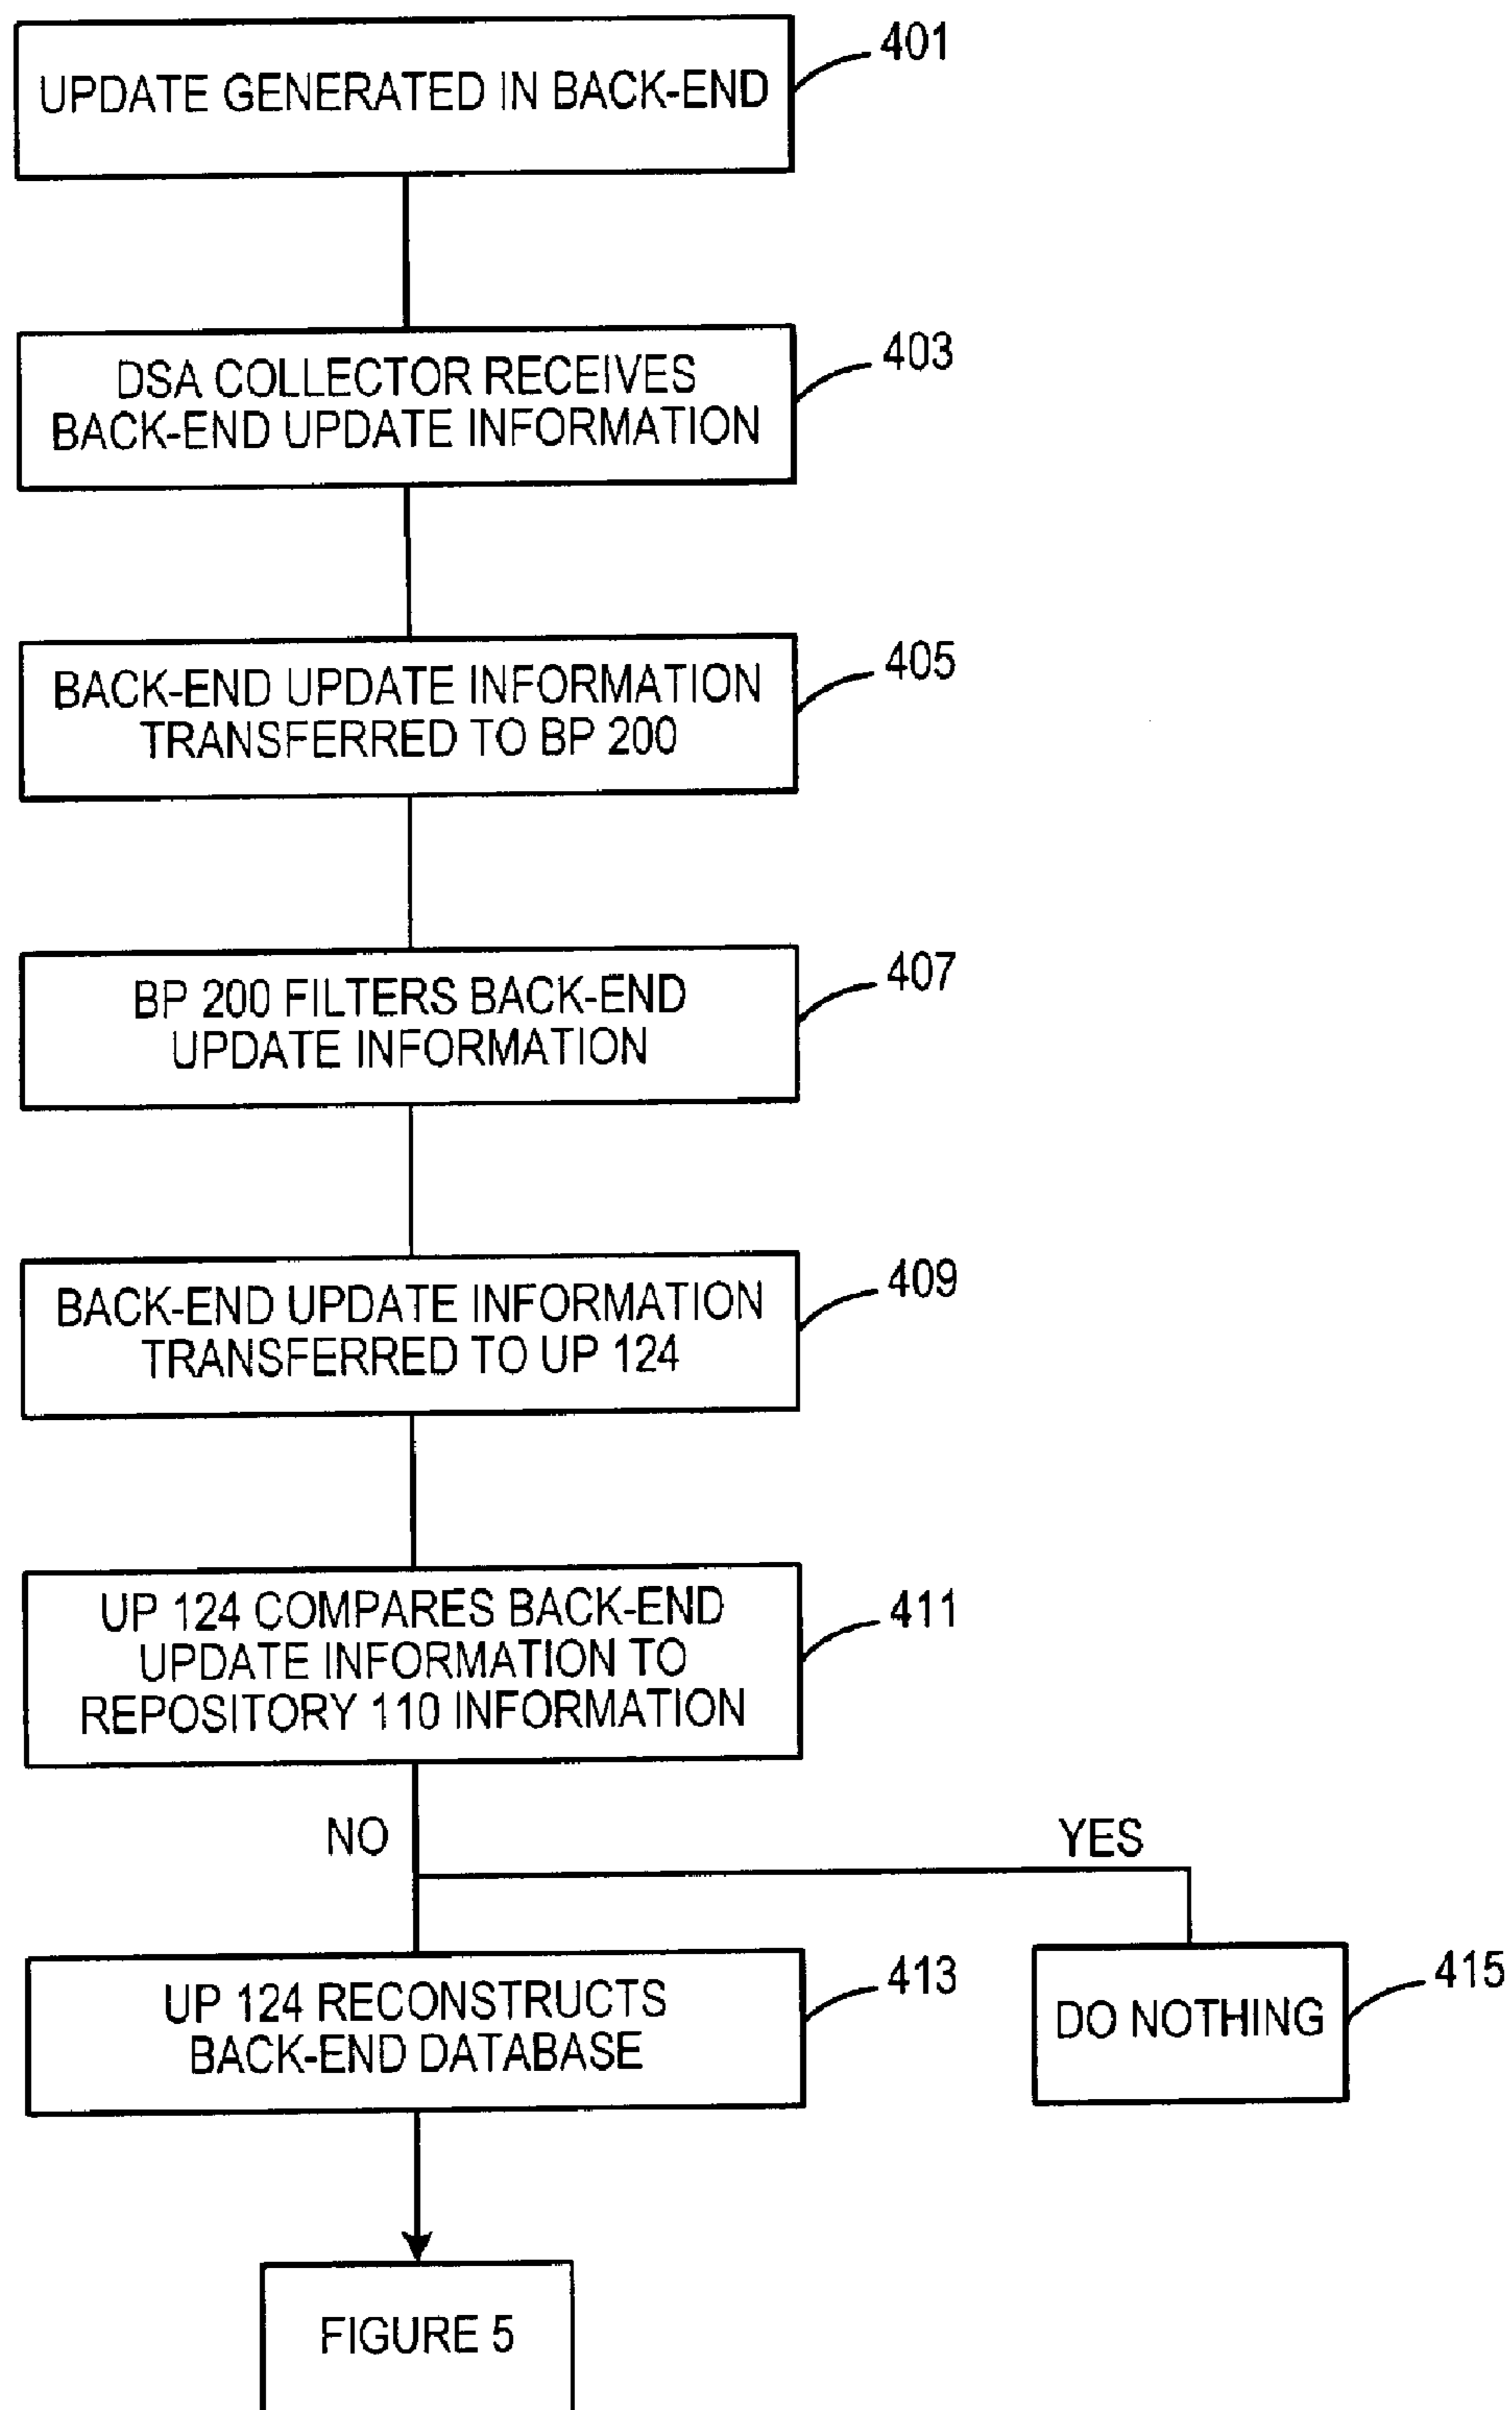 UPDATE GENERATED IN BACK-END
401
DSA COLLECTOR RECEIVES
BACK-END UPDATE INFORMATION
403
BACK-END UPDATE INFORMATION
TRANSFERRED TO BP 200
405
BP 200 FILTERS BACK-END
UPDATE INFORMATION
407
BACK-END UPDATE INFORMATION
TRANSFERRED TO UP 124
409
UP 124 COMPARES BACK-END
UPDATE INFORMATION TO
REPOSITORY 110 INFORMATION
411
NO
YES
UP 124 RECONSTRUCTS
BACK-END DATABASE
413
DO NOTHING
415
FIGURE 5